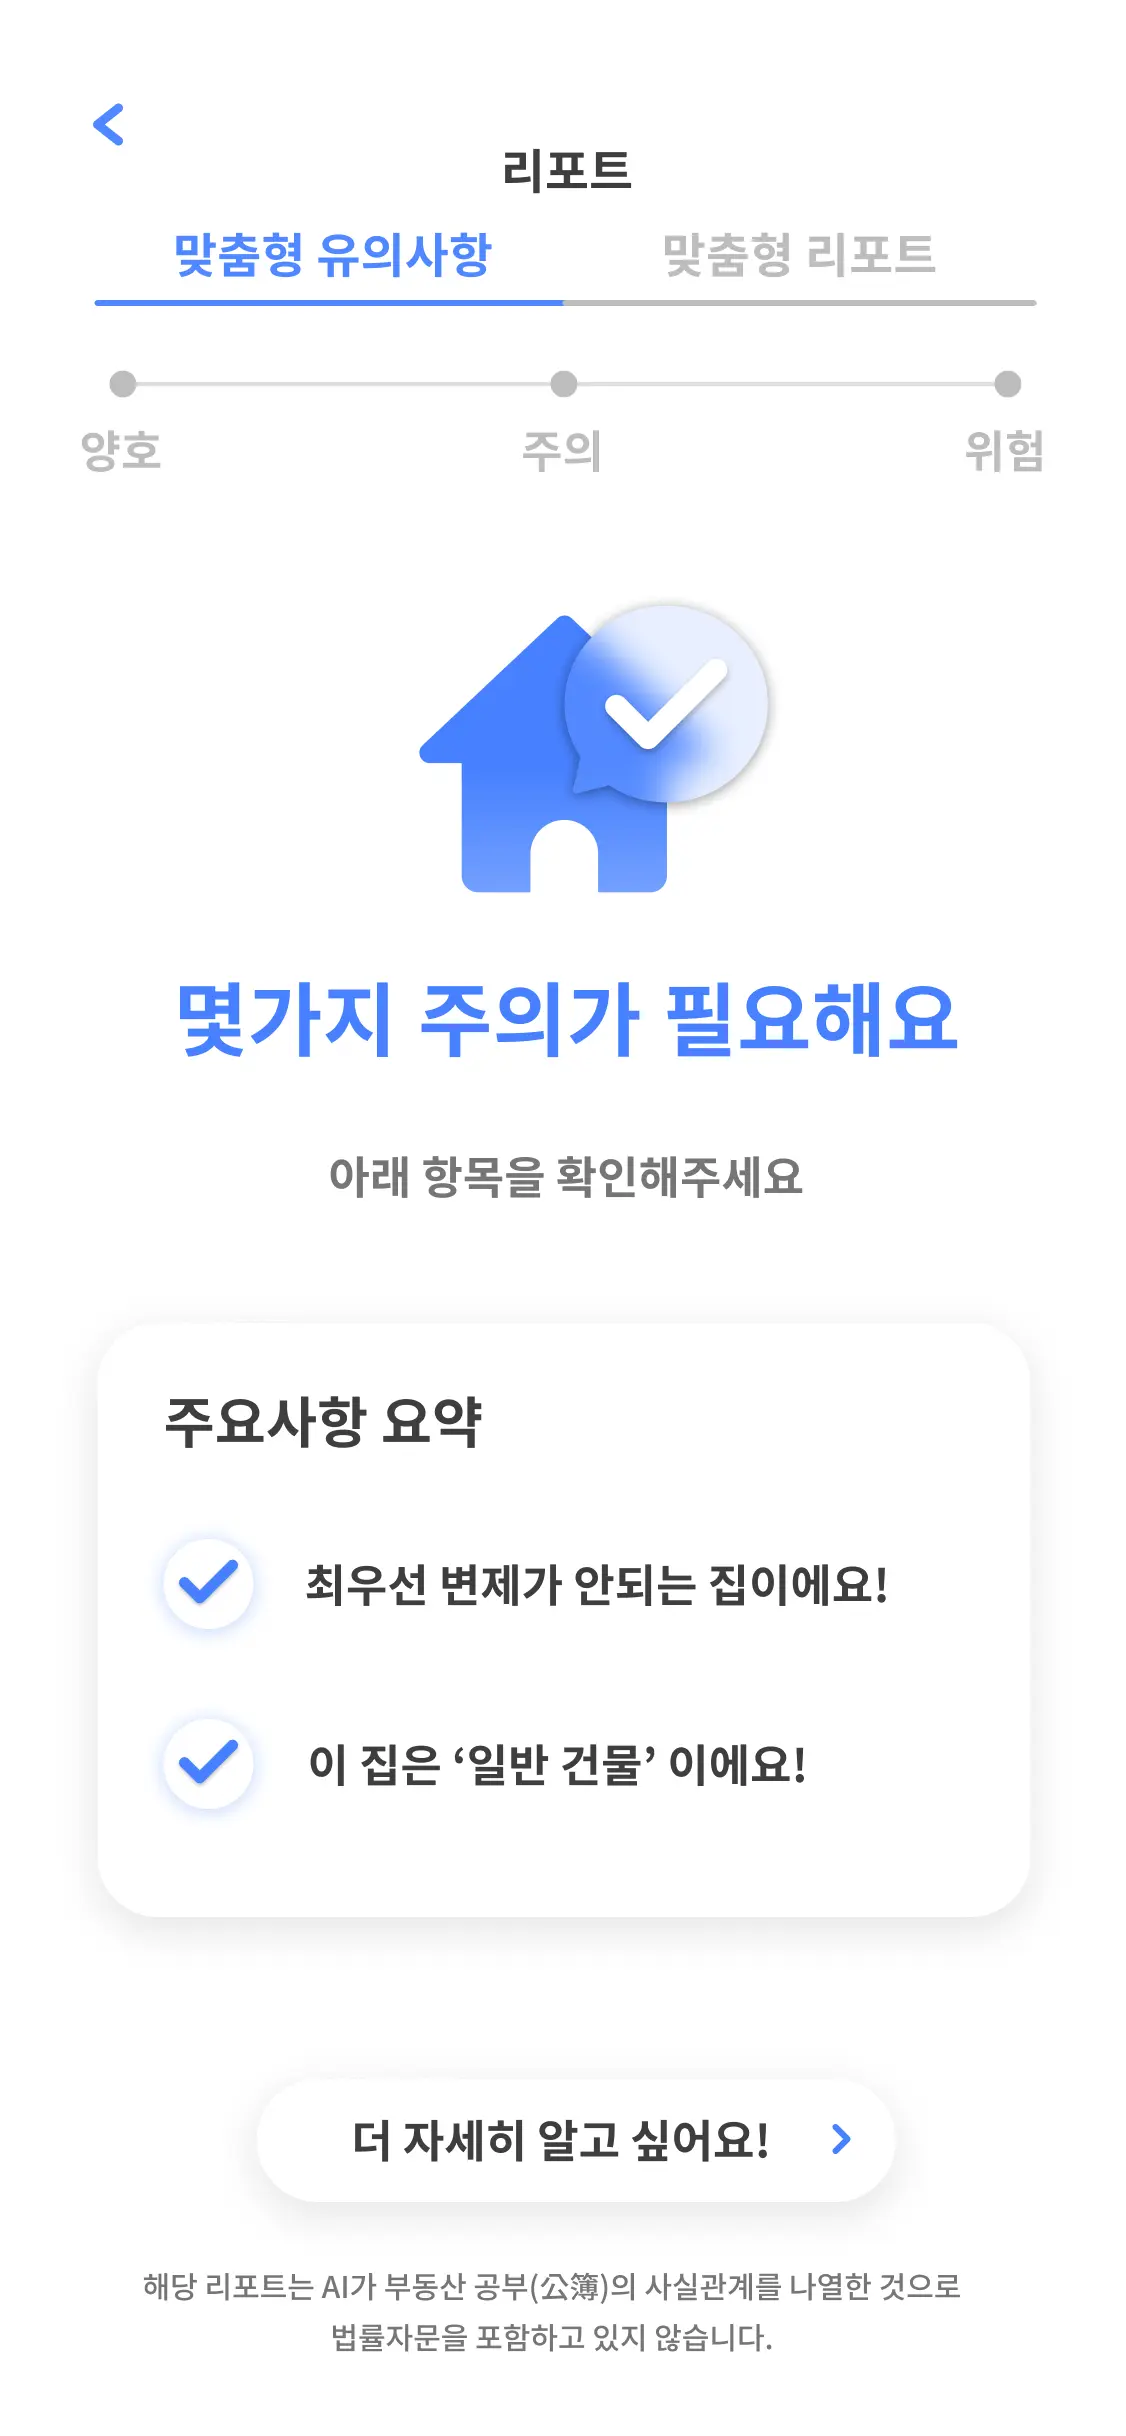 리포트
맞춤형 유의사항 맞춤형 리포트
양호 주의 위험
몇가지 주의가 필요해요
아래 항목을 확인해주세요
주요사항 요약
최우선 변제가 안되는 집이에요!
이 집은 ‘일반 건물’ 이에요!
더 자세히 알고 싶어요!
해당 리포트는 AI가 부동산 공부(公簿)의 사실관계를 나열한 것으로
법률자문을 포함하고 있지 않습니다.